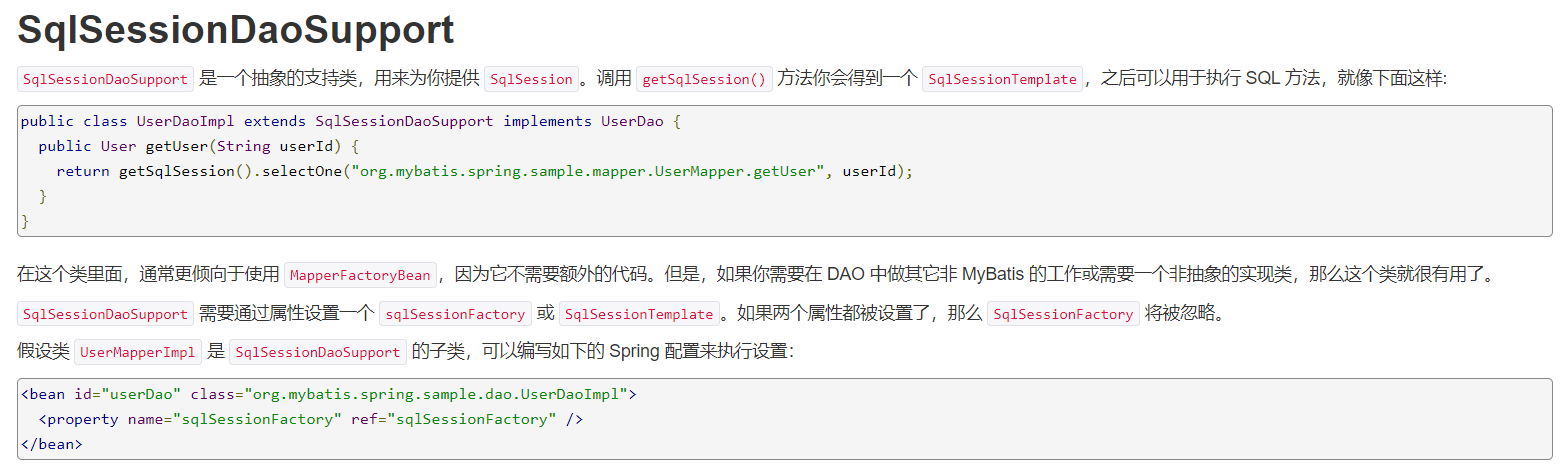 SqlSessionDaoSupport
SqlSessionDaoSupport 是一个抽象的支持类，用来为你提供 SqlSession。调用 getSqlSession() 方法你会得到一个 SqlSessionTemplate，之后可以用于执行 SQL 方法，就像下面这样:
public class UserDaoImpl extends SqlSessionDaoSupport implements UserDao {
  public User getUser(String userId) {
    return getSqlSession().selectOne("org.mybatis.spring.sample.mapper.UserMapper.getUser", userId);
  }
}
在这个类里面，通常更倾向于使用 MapperFactoryBean，因为它不需要额外的代码。但是，如果你需要在 DAO 中做其它非 MyBatis 的工作或需要一个非抽象的实现类，那么这个类就很有用了。
SqlSessionDaoSupport 需要通过属性设置一个 sqlSessionFactory 或 SqlSessionTemplate。如果两个属性都被设置了，那么 SqlSessionFactory 将被忽略。
假设类 UserMapperImpl 是 SqlSessionDaoSupport 的子类，可以编写如下的 Spring 配置来执行设置：
<bean id="userDao" class="org.mybatis.spring.sample.dao.UserDaoImpl">
  <property name="sqlSessionFactory" ref="sqlSessionFactory" />
</bean>